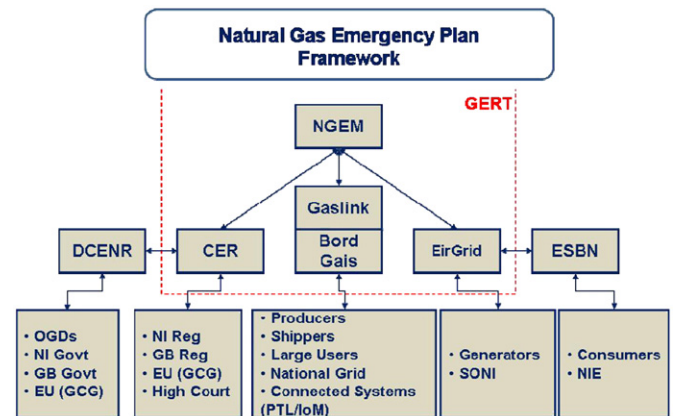 Natural Gas Emergency Plan
Framework
GERT
NGEM
Gaslink
Bord
Gais
DCENR
CER
EirGrid
ESBN
• OGDs
• NI Govt
• GB Govt
• EU (GCG)
• NI Reg
• GB Reg
• EU (GCG)
• High Court
• Producers
• Shippers
• Large Users
• National Grid
• Connected Systems
(PTL/IoM)
• Generators
• SONI
• Consumers
• NIE